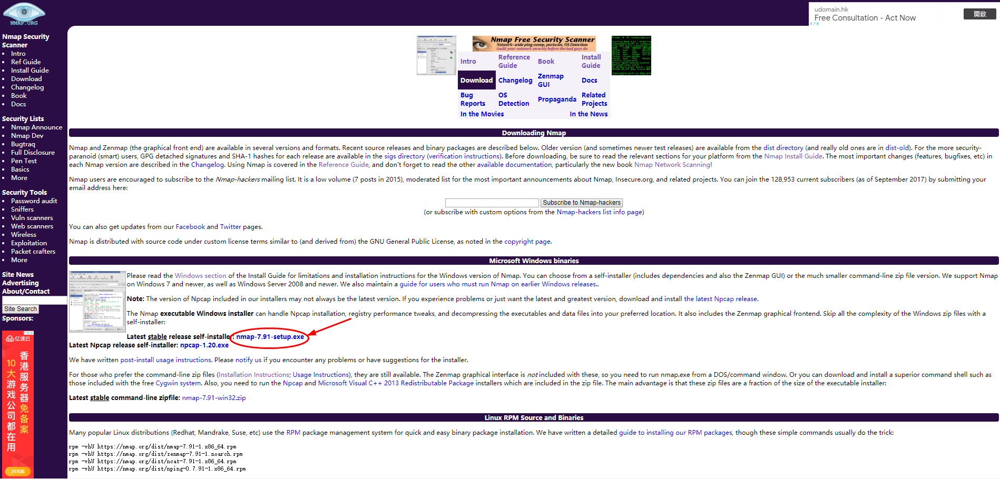 NMAP.ORG
udomain.hk
Free Consultation - Act Now
開啟
Nmap Security
Scanner
• Intro
• Ref Guide
• Install Guide
• Download
• Changelog
• Book
• Docs
Security Lists
• Nmap Announce
• Nmap Dev
• Bugtraq
• Full Disclosure
• Pen Test
• Basics
• More
Security Tools
• Password audit
• Sniffers
• Vuln scanners
• Web scanners
• Wireless
• Exploitation
• Packet crafters
• More
Site News
Advertising
About/Contact
Site Search
Sponsors:
亿速云
香港服务器免备案
10大游戏公司都在用
29元起
Nmap Free Security Scanner
Network-wide ping sweep, portscan, OS Detection
Audit your network security before the bad guys do
Intro
Reference
Guide
Book
Install
Guide
Download
Changelog
Zenmap
GUI
Docs
Bug
Reports
OS
Detection
Propaganda
Related
Projects
In the Movies
In the News
Downloading Nmap
Nmap and Zenmap (the graphical front end) are available in several versions and formats. Recent source releases and binary packages are described below. Older version (and sometimes newer test releases) are available from the dist directory (and really old ones are in dist-old). For the more security-
paranoid (smart) users, GPG detached signatures and SHA-1 hashes for each release are available in the sigs directory (verification instructions). Before downloading, be sure to read the relevant sections for your platform from the Nmap Install Guide. The most important changes (features, bugfixes, etc) in
each Nmap version are described in the Changelog. Using Nmap is covered in the Reference Guide, and don't forget to read the other available documentation, particularly the new book Nmap Network Scanning!
Nmap users are encouraged to subscribe to the Nmap-hackers mailing list. It is a low volume (7 posts in 2015), moderated list for the most important announcements about Nmap, Insecure.org, and related projects. You can join the 128,953 current subscribers (as of September 2017) by submitting your
email address here:
Subscribe to Nmap-hackers
(or subscribe with custom options from the Nmap-hackers list info page)
You can also get updates from our Facebook and Twitter pages.
Nmap is distributed with source code under custom license terms similar to (and derived from) the GNU General Public License, as noted in the copyright page.
Microsoft Windows binaries
Please read the Windows section of the Install Guide for limitations and installation instructions for the Windows version of Nmap. You can choose from a self-installer (includes dependencies and also the Zenmap GUI) or the much smaller command-line zip file version. We support Nmap
on Windows 7 and newer, as well as Windows Server 2008 and newer. We also maintain a guide for users who must run Nmap on earlier Windows releases..
Note: The version of Npcap included in our installers may not always be the latest version. If you experience problems or just want the latest and greatest version, download and install the latest Npcap release.
The Nmap executable Windows installer can handle Npcap installation, registry performance tweaks, and decompressing the executables and data files into your preferred location. It also includes the Zenmap graphical frontend. Skip all the complexity of the Windows zip files with a
self-installer:
Latest stable release self-installer: nmap-7.91-setup.exe
Latest Npcap release self-installer: npcap-1.20.exe
We have written post-install usage instructions. Please notify us if you encounter any problems or have suggestions for the installer.
For those who prefer the command-line zip files (Installation Instructions; Usage Instructions), they are still available. The Zenmap graphical interface is not included with these, so you need to run nmap.exe from a DOS/command window. Or you can download and install a superior command shell such as
those included with the free Cygwin system. Also, you need to run the Npcap and Microsoft Visual C++ 2013 Redistributable Package installers which are included in the zip file. The main advantage is that these zip files are a fraction of the size of the executable installer:
Latest stable command-line zipfile: nmap-7.91-win32.zip
Linux RPM Source and Binaries
Many popular Linux distributions (Redhat, Mandrake, Suse, etc) use the RPM package management system for quick and easy binary package installation. We have written a detailed guide to installing our RPM packages, though these simple commands usually do the trick:
rpm -vhU https://nmap.org/dist/nmap-7.91-1.x86_64.rpm
rpm -vhU https://nmap.org/dist/zenmap-7.91-1.noarch.rpm
rpm -vhU https://nmap.org/dist/ncat-7.91-1.x86_64.rpm
rpm -vhU https://nmap.org/dist/nping-0.7.91-1.x86_64.rpm